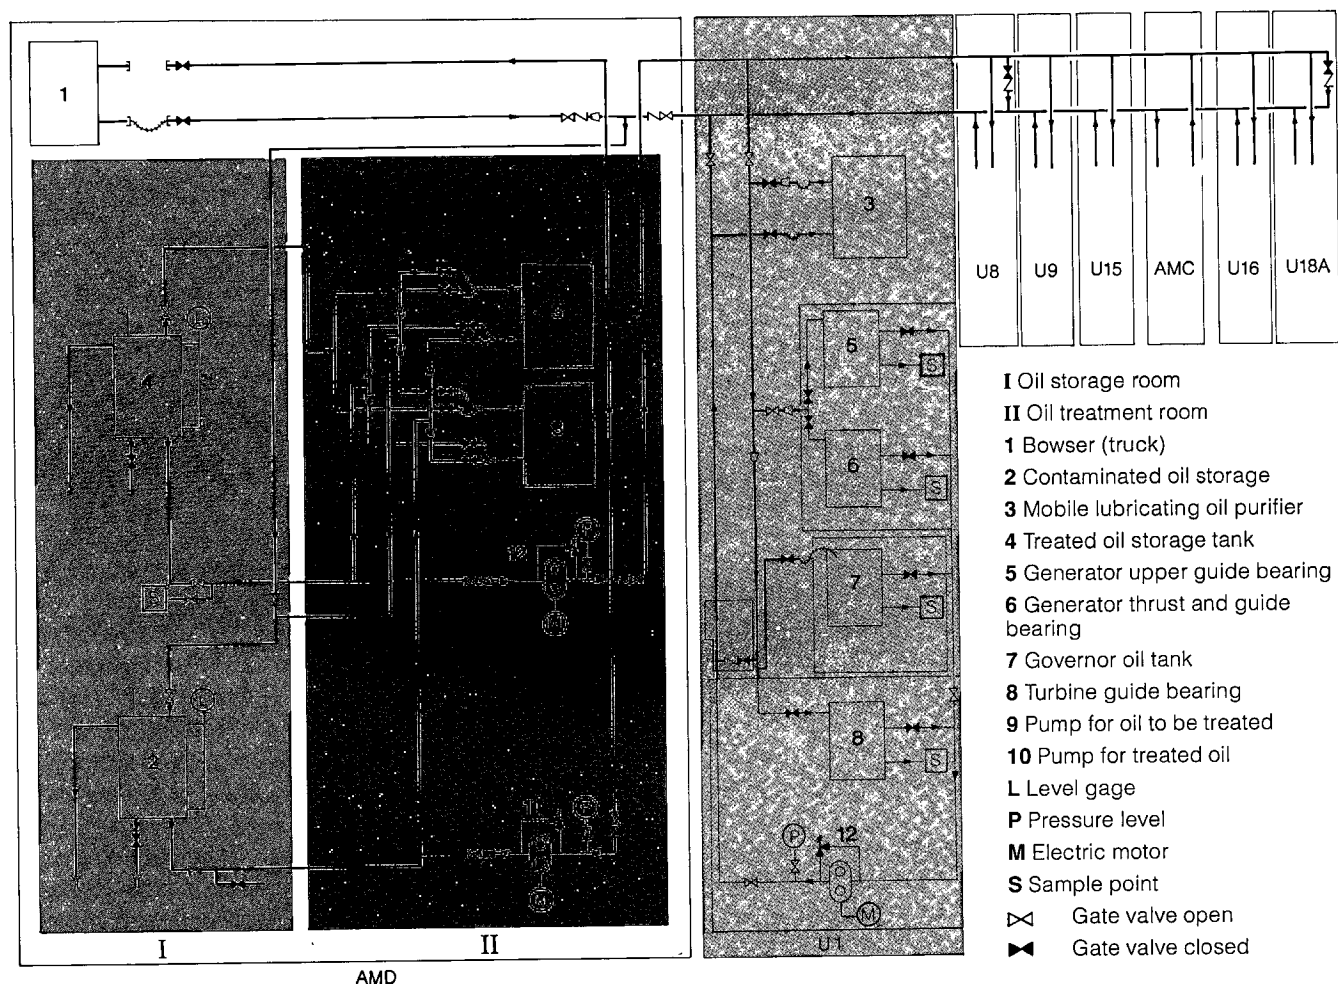 1
3
U8
U9
U15
AMC
U16
U18A
4
3
5
S
3
6
S
12
7
S
2
8
S
P
12
M
M
I
II
U1
AMD
I Oil storage room
II Oil treatment room
1 Bowser (truck)
2 Contaminated oil storage
3 Mobile lubricating oil purifier
4 Treated oil storage tank
5 Generator upper guide bearing
6 Generator thrust and guide
bearing
7 Governor oil tank
8 Turbine guide bearing
9 Pump for oil to be treated
10 Pump for treated oil
L Level gage
P Pressure level
M Electric motor
S Sample point
Gate valve open
Gate valve closed